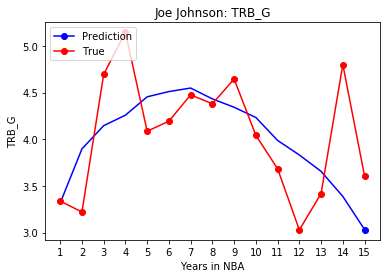 Joe Johnson: TRB_G
Prediction
True
5.0
4.5
4.0
3.5
3.0
TRB_G
1 2 3 4 5 6 7 8 9 10 11 12 13 14 15
Years in NBA